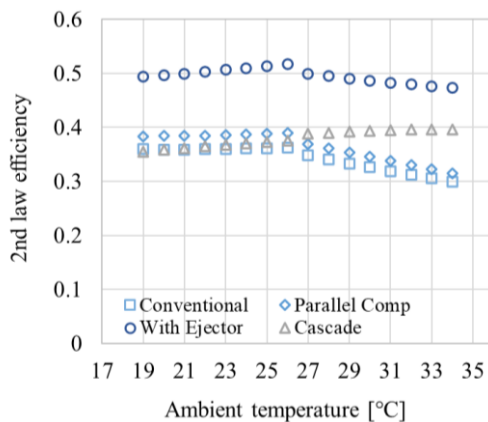 0.6
0.5
0.4
0.3
0.2
0.1
0
2nd law efficiency
Conventional Parallel Comp
With Ejector Cascade
17 19 21 23 25 27 29 31 33 35
Ambient temperature [°C]